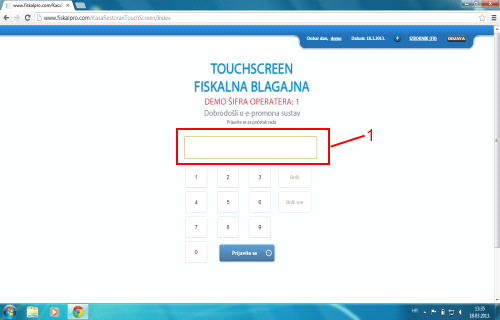 www.fiskalpro.com/Kasa
www.fiskalpro.com/KasaRestoranTouchScreen/Index
Dobar dan, demo Datum: 18.3.2013. IZBORNIK (F8) ODJAVA
TOUCHSCREEN
FISKALNA BLAGAJNA
DEMO ŠIFRA OPERATERA: 1
Dobrodošli u e-promona sustav
Prijavite se za početak rada
1
1 2 3 Briši
4 5 6 Briši sve
7 8 9
0 Prijavite se
HR 13:35
18.03.2013.